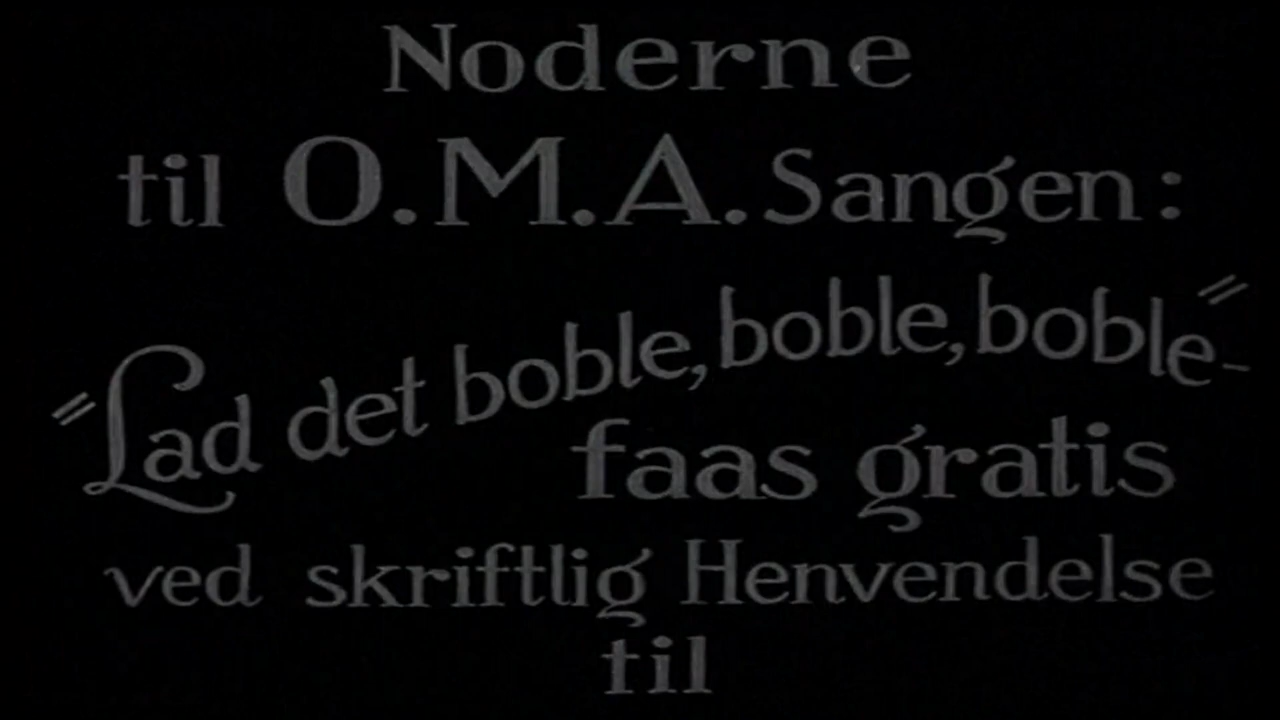 Noderne
til O.M.A. Sangen:
"Lad det boble, boble, boble-"
faas gratis
ved skriftlig Henvendelse
til